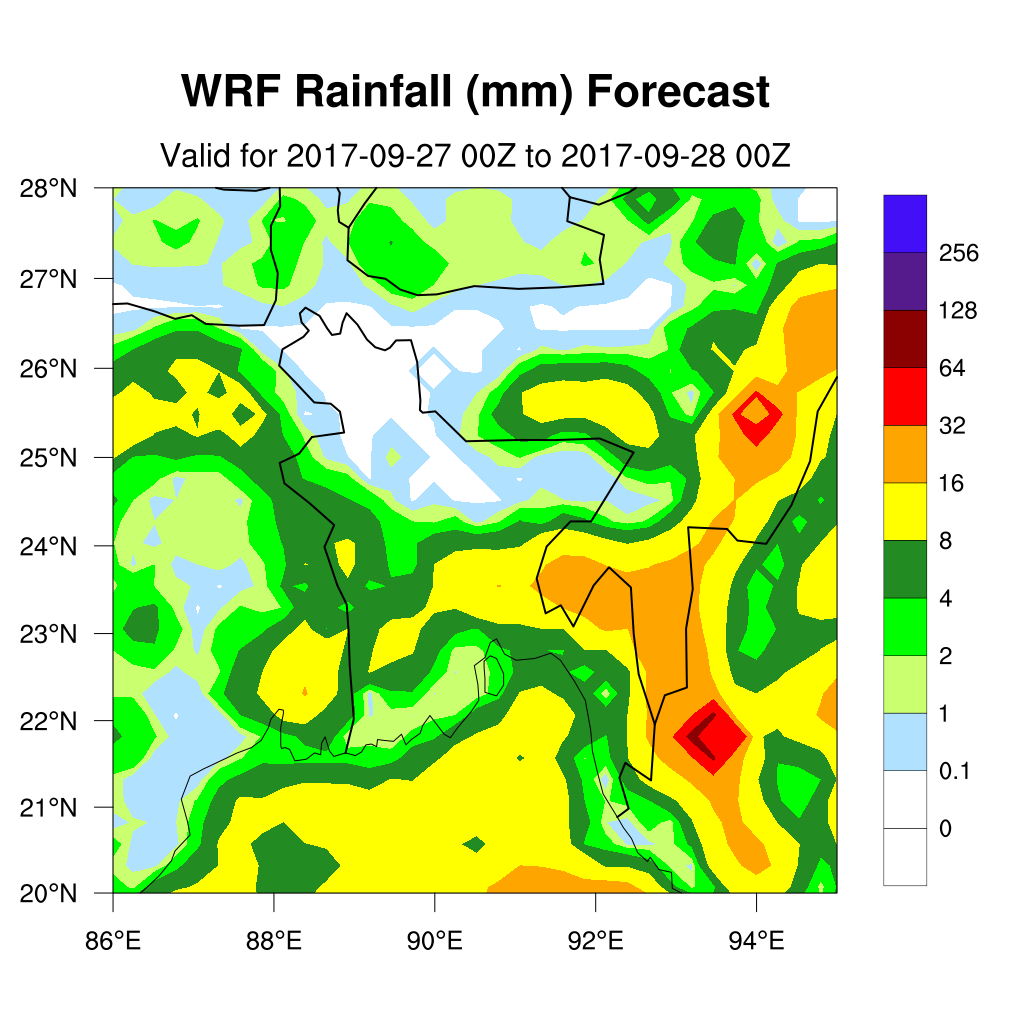 WRF Rainfall (mm) Forecast
Valid for 2017-09-27 00Z to 2017-09-28 00Z
28°N
27°N
26°N
25°N
24°N
23°N
22°N
21°N
20°N
86°E 88°E 90°E 92°E 94°E
256
128
64
32
16
8
4
2
1
0.1
0